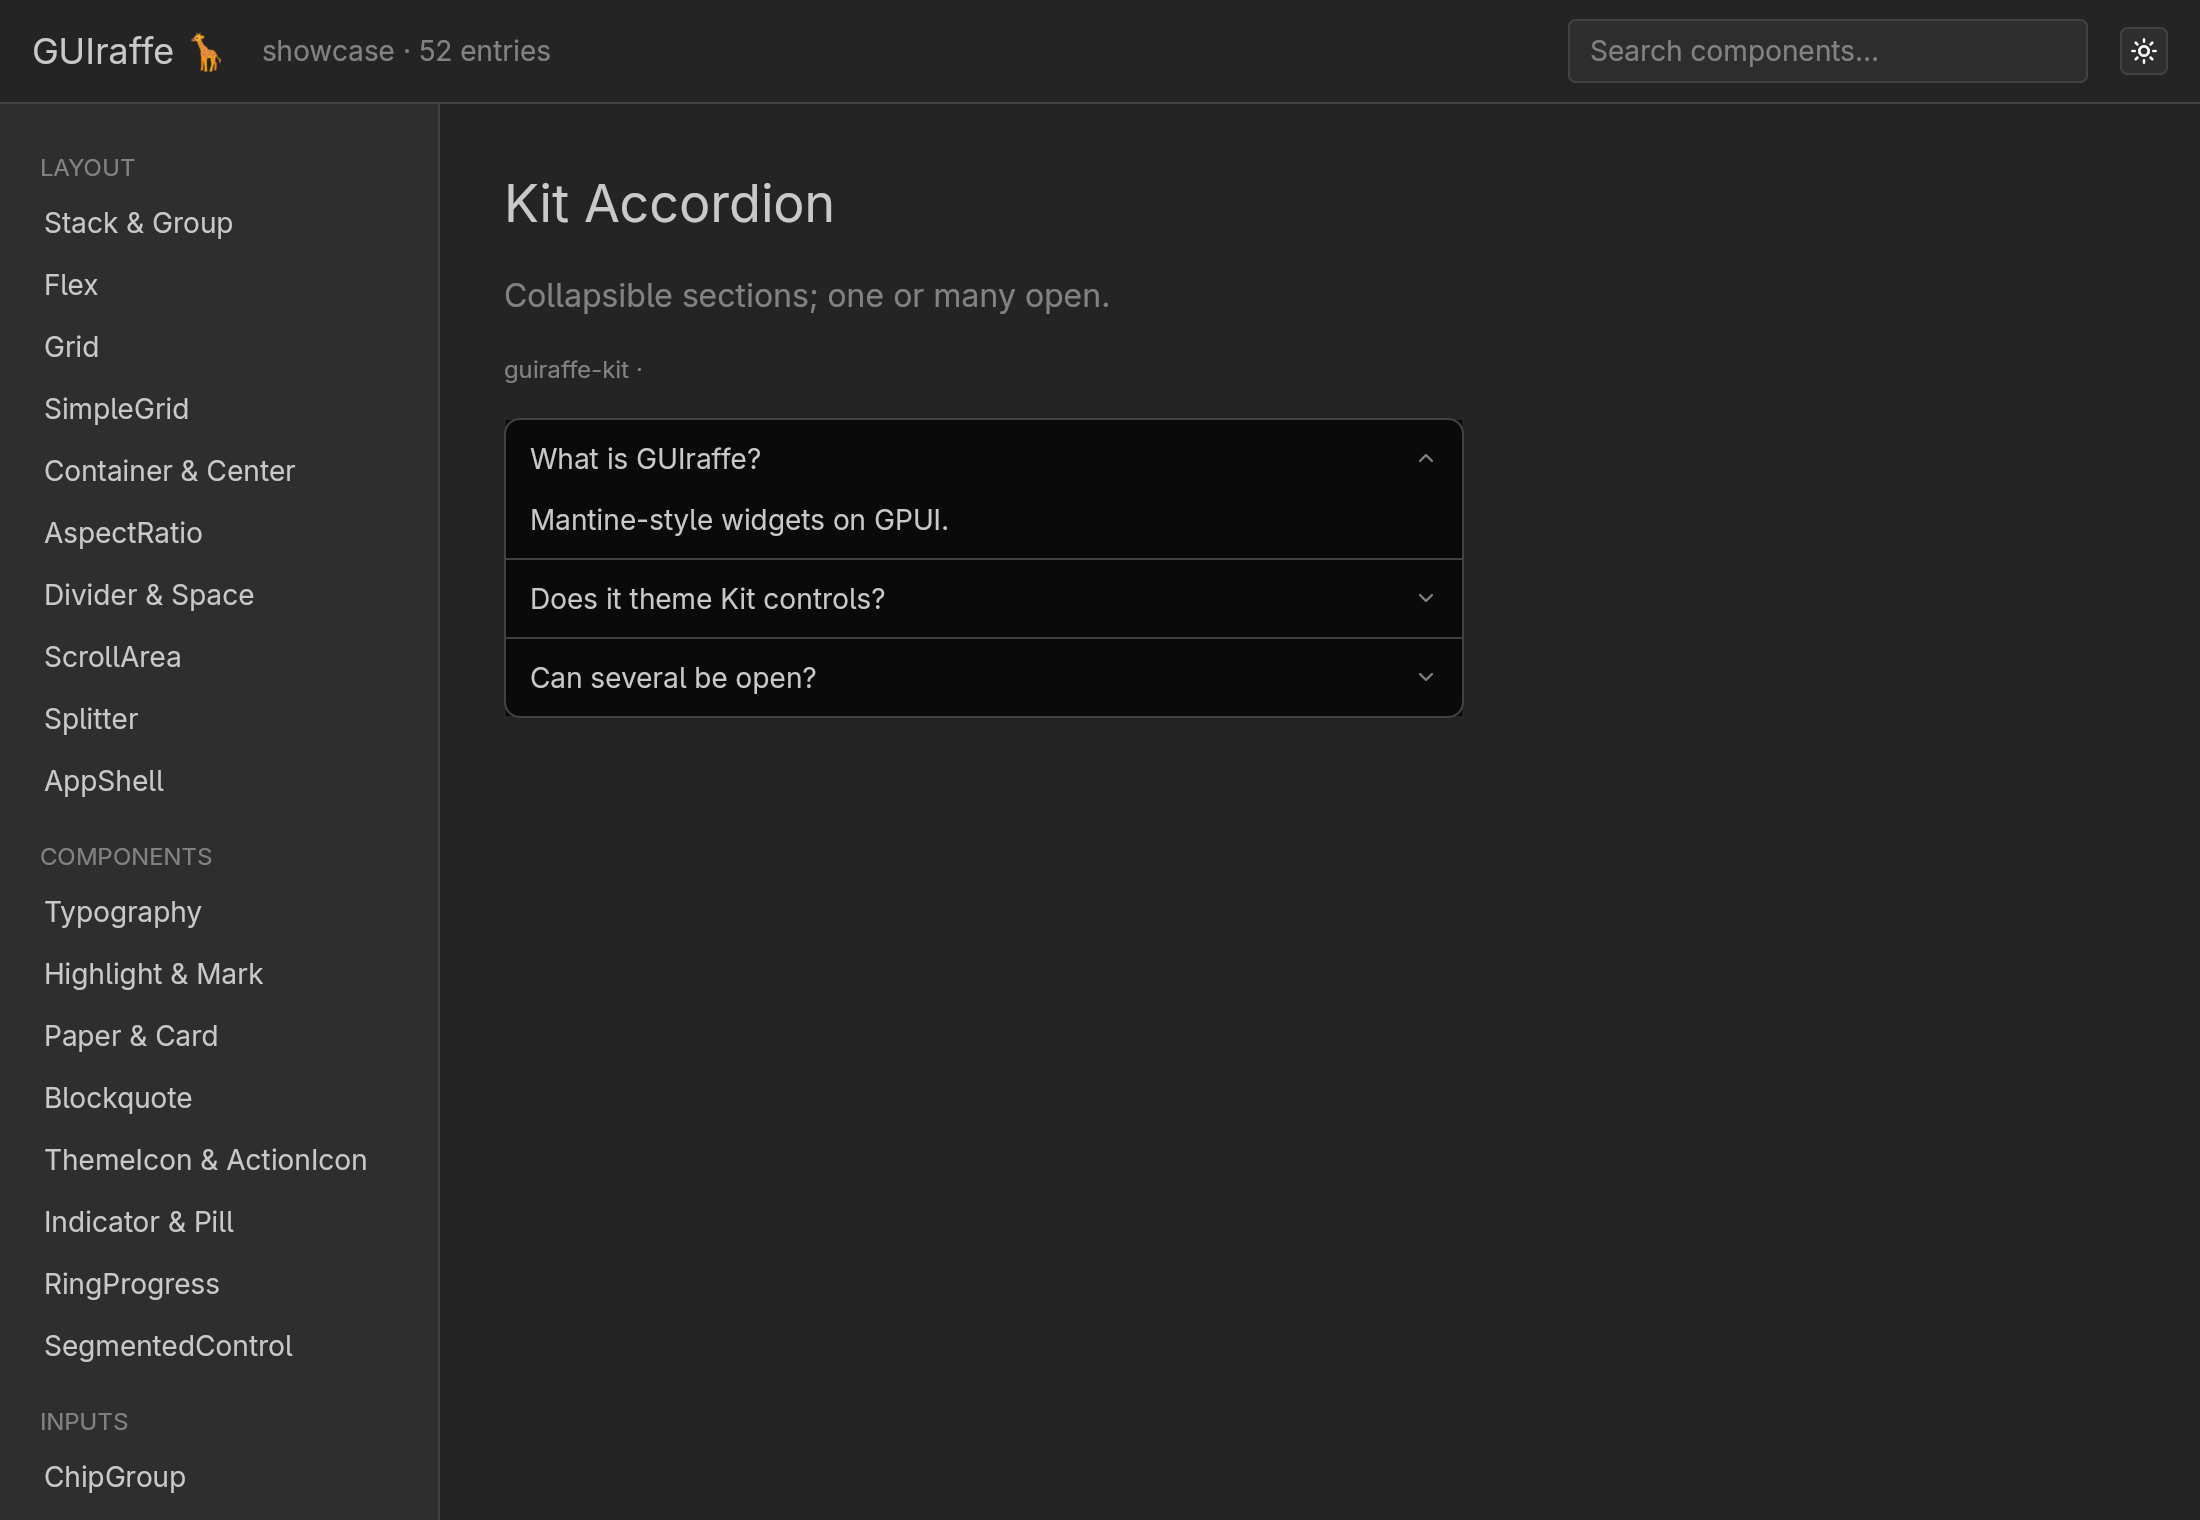 GUIraffe 🦒 showcase · 52 entries
Search components...
LAYOUT
Stack & Group
Flex
Grid
SimpleGrid
Container & Center
AspectRatio
Divider & Space
ScrollArea
Splitter
AppShell
COMPONENTS
Typography
Highlight & Mark
Paper & Card
Blockquote
ThemeIcon & ActionIcon
Indicator & Pill
RingProgress
SegmentedControl
INPUTS
ChipGroup
Kit Accordion
Collapsible sections; one or many open.
guiraffe-kit ·
What is GUIraffe?
Mantine-style widgets on GPUI.
Does it theme Kit controls?
Can several be open?